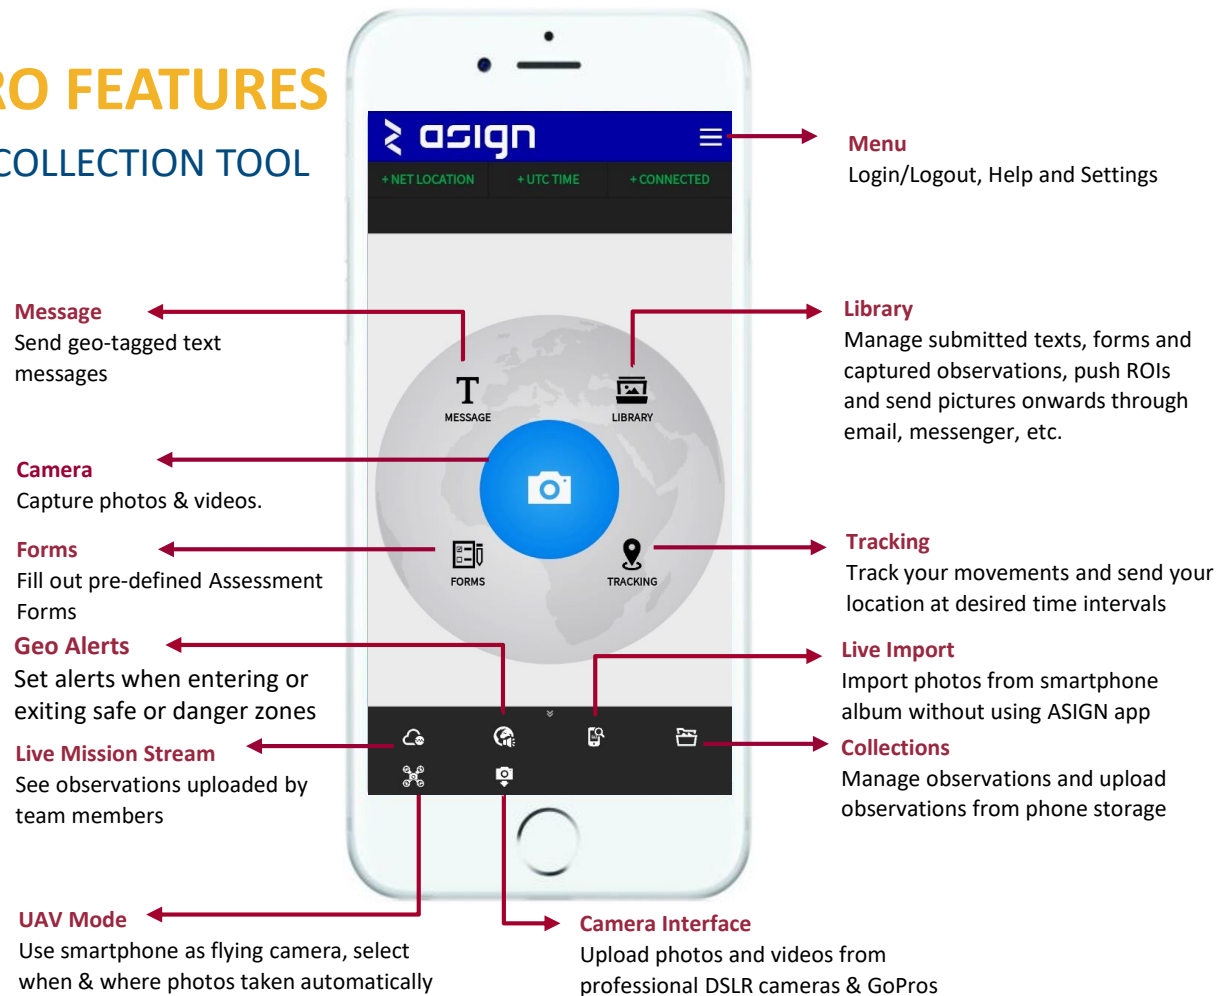 RO FEATURES
COLLECTION TOOL
asign
+ NET LOCATION
+ UTC TIME
+ CONNECTED
Menu
Login/Logout, Help and Settings
Message
Send geo-tagged text
messages
Library
Manage submitted texts, forms and
captured observations, push ROIs
and send pictures onwards through
email, messenger, etc.
T
MESSAGE
LIBRARY
Camera
Capture photos & videos.
Forms
Fill out pre-defined Assessment
Forms
FORMS
TRACKING
Tracking
Track your movements and send your
location at desired time intervals
Geo Alerts
Set alerts when entering or
exiting safe or danger zones
Live Import
Import photos from smartphone
album without using ASIGN app
Live Mission Stream
See observations uploaded by
team members
Collections
Manage observations and upload
observations from phone storage
UAV Mode
Use smartphone as flying camera, select
when & where photos taken automatically
Camera Interface
Upload photos and videos from
professional DSLR cameras & GoPros